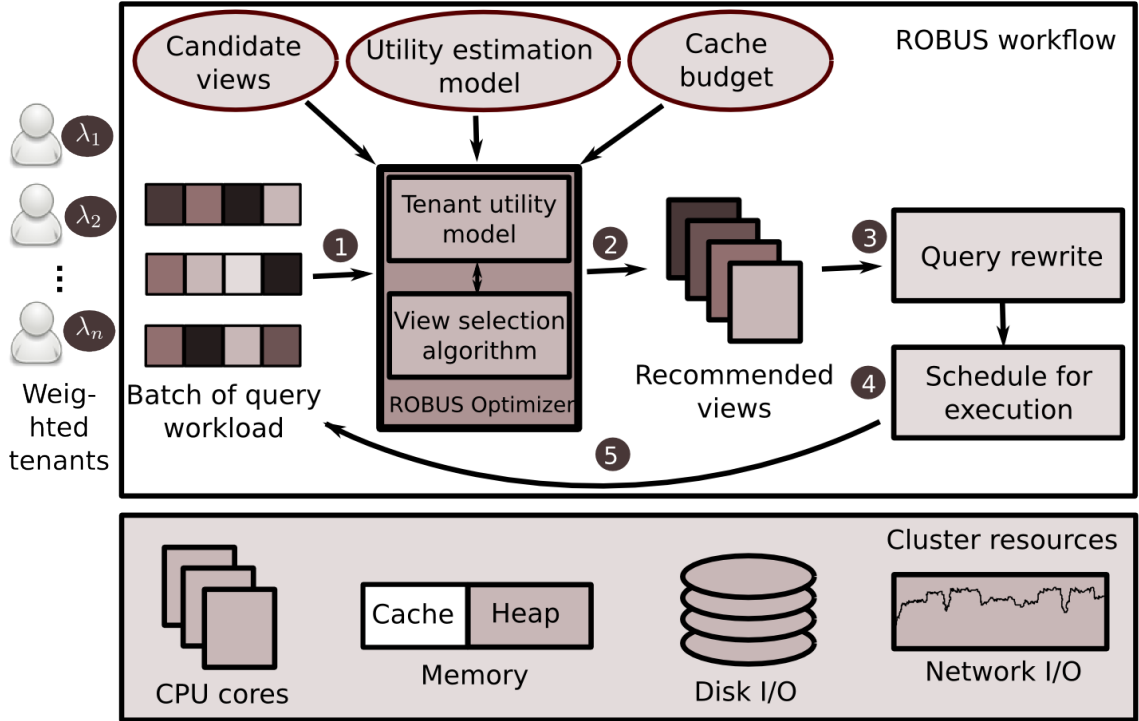 Candidate
views
Utility estimation
model
Cache
budget
ROBUS workflow
λ1
λ2
⋮
λn
Weig-
hted
tenants
Batch of query
workload
1
Tenant utility
model
View selection
algorithm
ROBUS Optimizer
2
Recommended
views
3
Query rewrite
4
Schedule for
execution
5
CPU cores
Cache
Heap
Memory
Disk I/O
Cluster resources
Network I/O